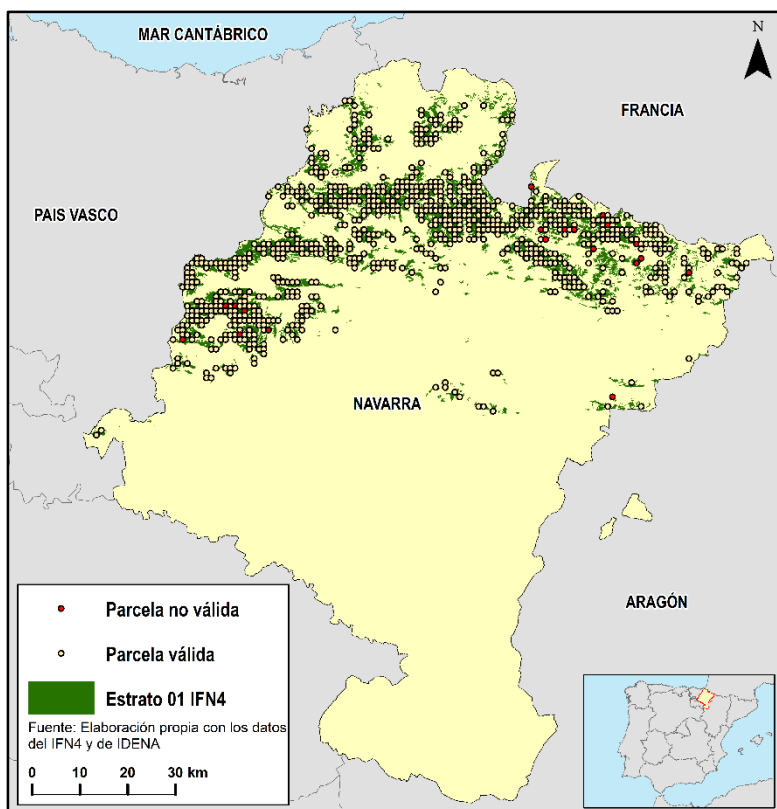 MAR CANTÁBRICO
N
FRANCIA
PAIS VASCO
NAVARRA
ARAGÓN
Parcela no válida
Parcela válida
Estrato 01 IFN4
Fuente: Elaboración propia con los datos
del IFN4 y de IDENA
0 10 20 30 km